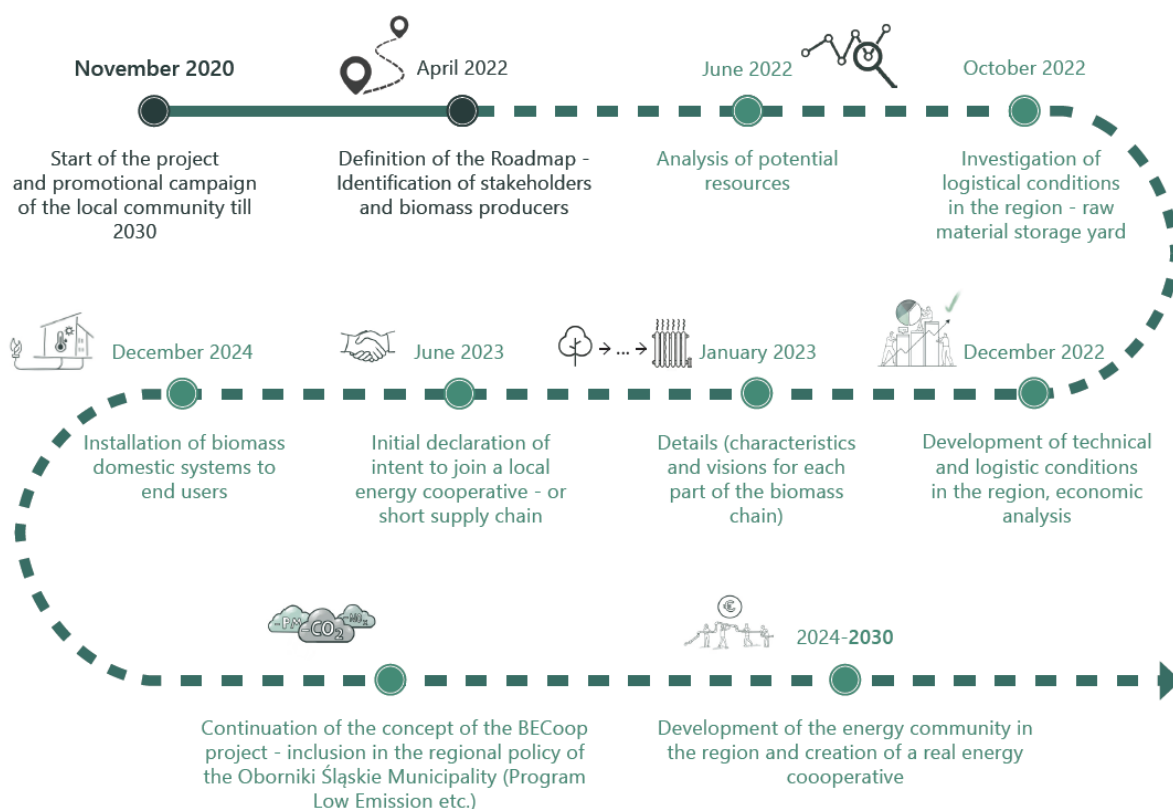 November 2020
April 2022
June 2022
October 2022
Start of the project
and promotional campaign
of the local community till
2030
Definition of the Roadmap -
Identification of stakeholders
and biomass producers
Analysis of potential
resources
Investigation of
logistical conditions
in the region - raw
material storage yard
December 2024
June 2023
January 2023
December 2022
Installation of biomass
domestic systems to
end users
Initial declaration of
intent to join a local
energy cooperative - or
short supply chain
Details (characteristics
and visions for each
part of the biomass
chain)
Development of technical
and logistic conditions
in the region, economic
analysis
-PM
-CO2
-NOx
€
2024-2030
Continuation of the concept of the BECoop
project - inclusion in the regional policy of
the Oborniki Śląskie Municipality (Program
Low Emission etc.)
Development of the energy community in
the region and creation of a real energy
coooperative